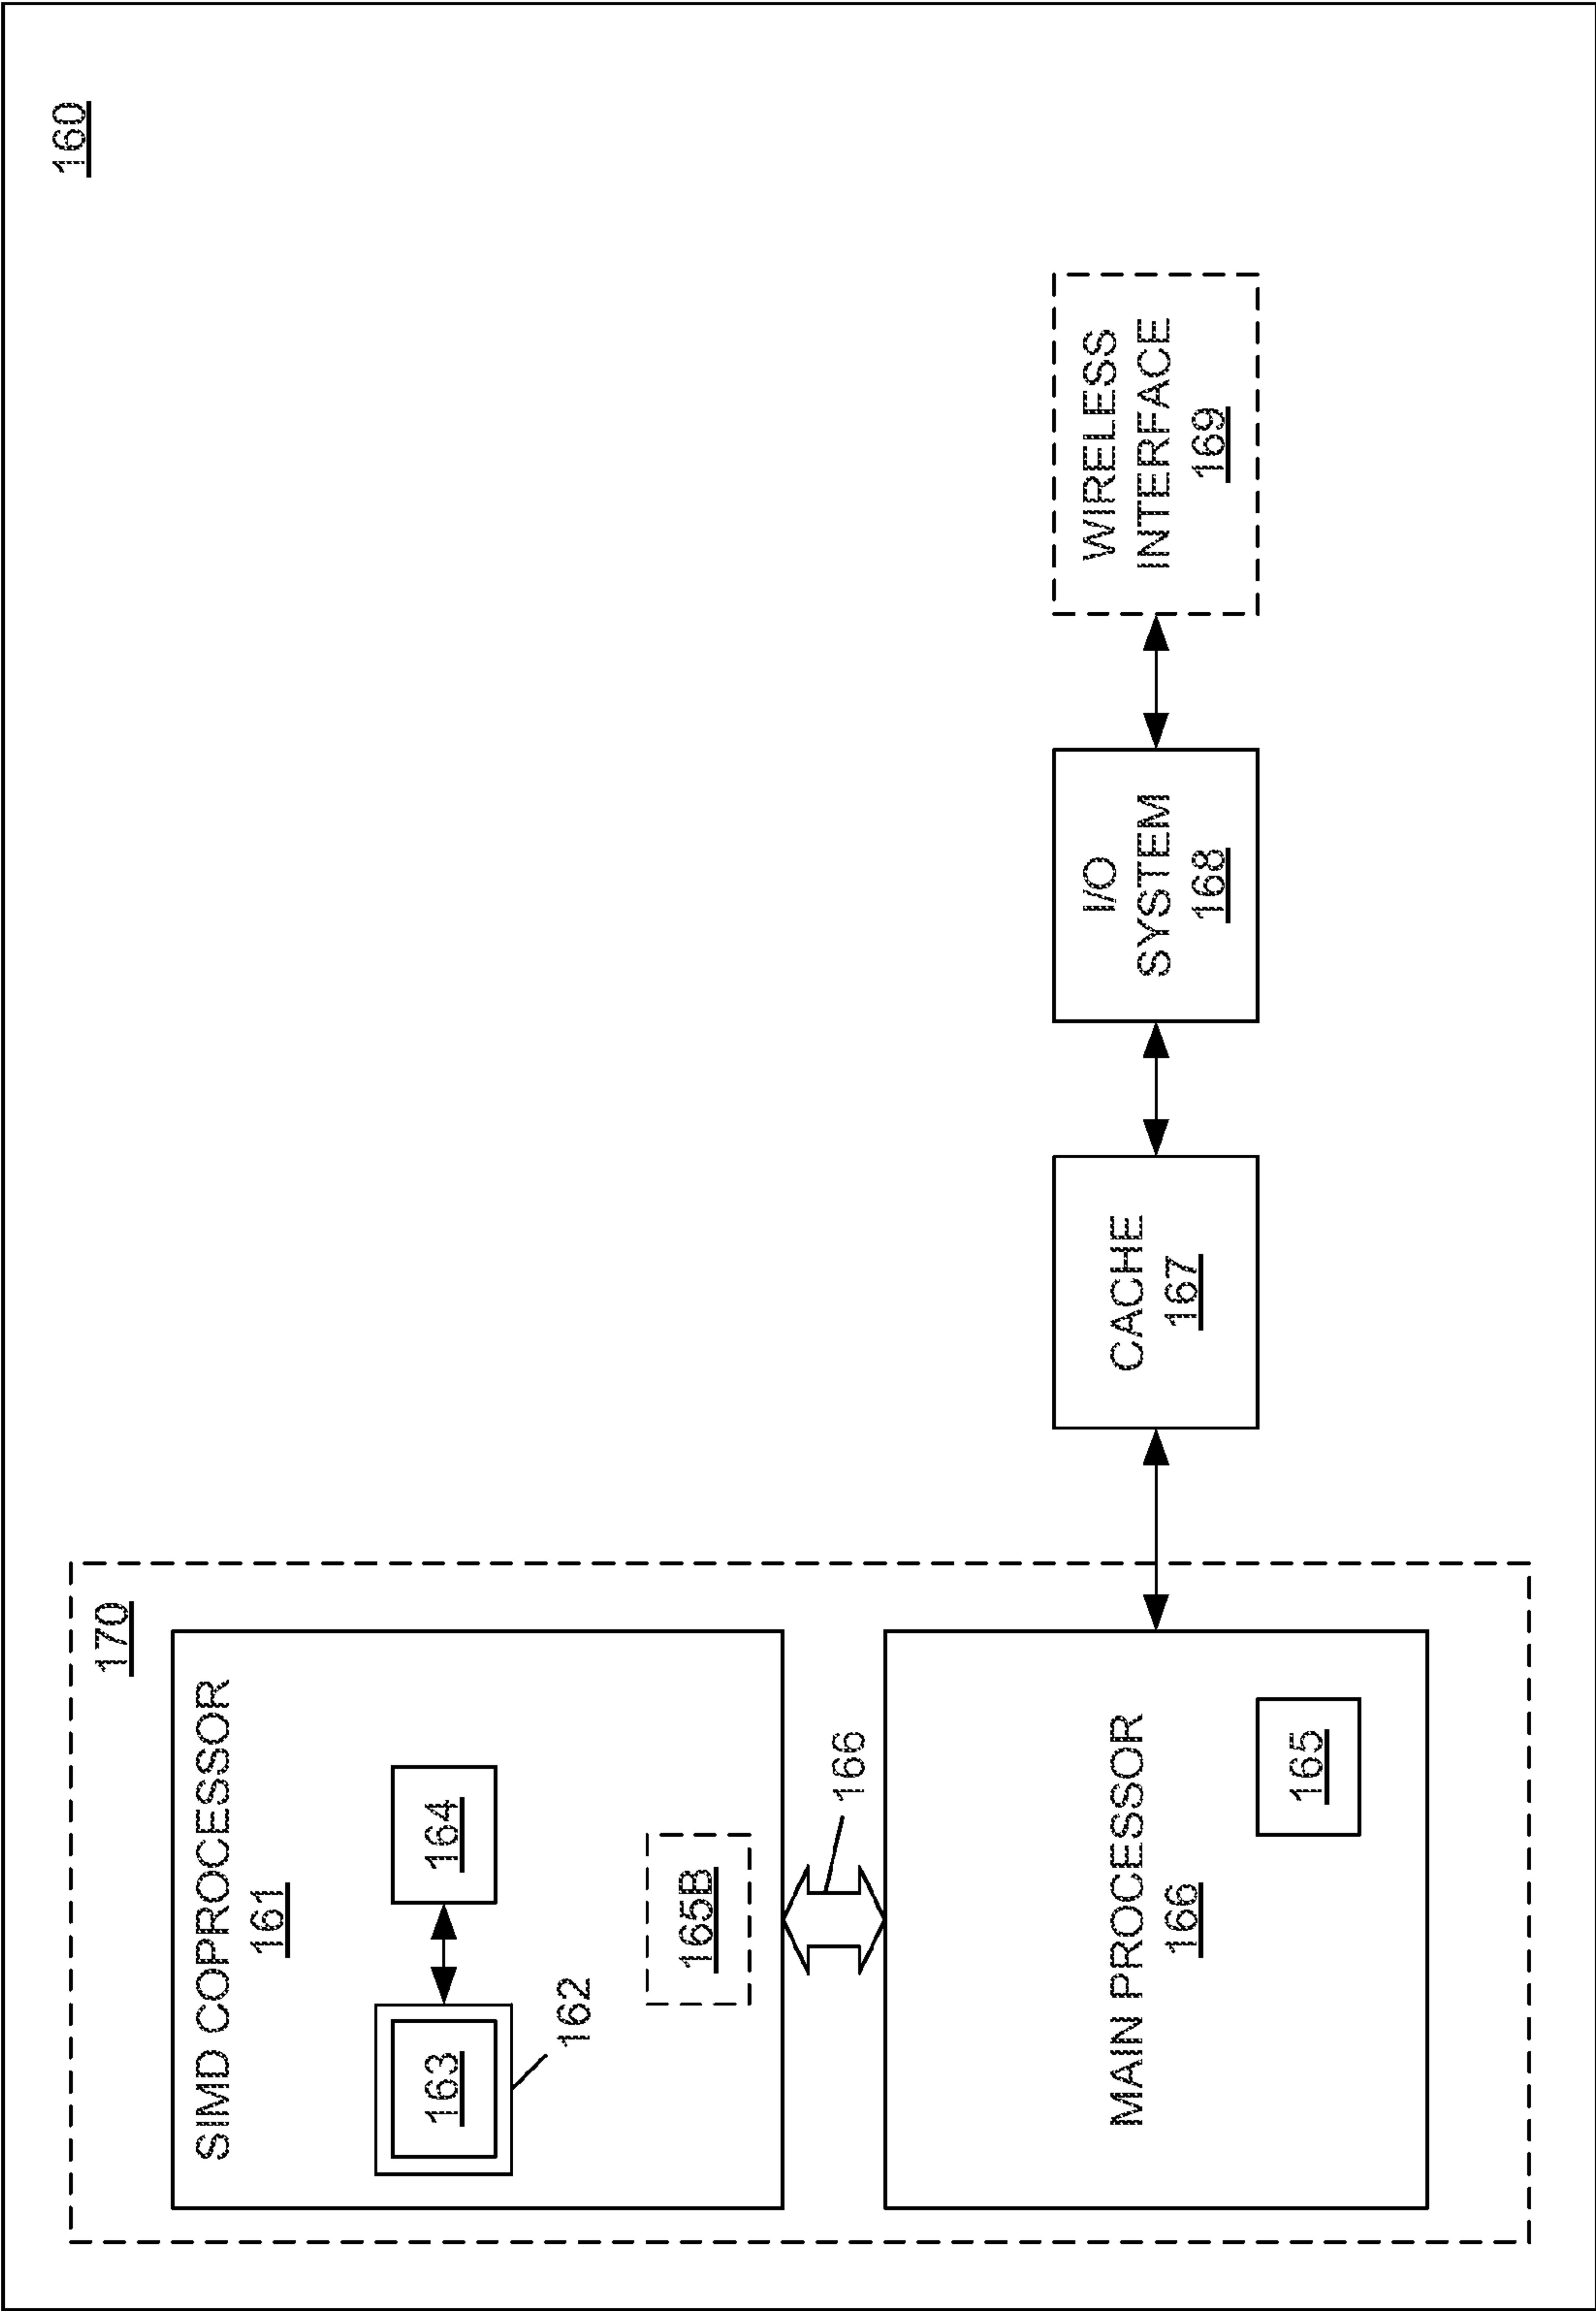 160
170
SIMD COPROCESSOR
161
163
164
162
165B
166
MAIN PROCESSOR
166
165
CACHE
167
I/O
SYSTEM
168
WIRELESS
INTERFACE
169